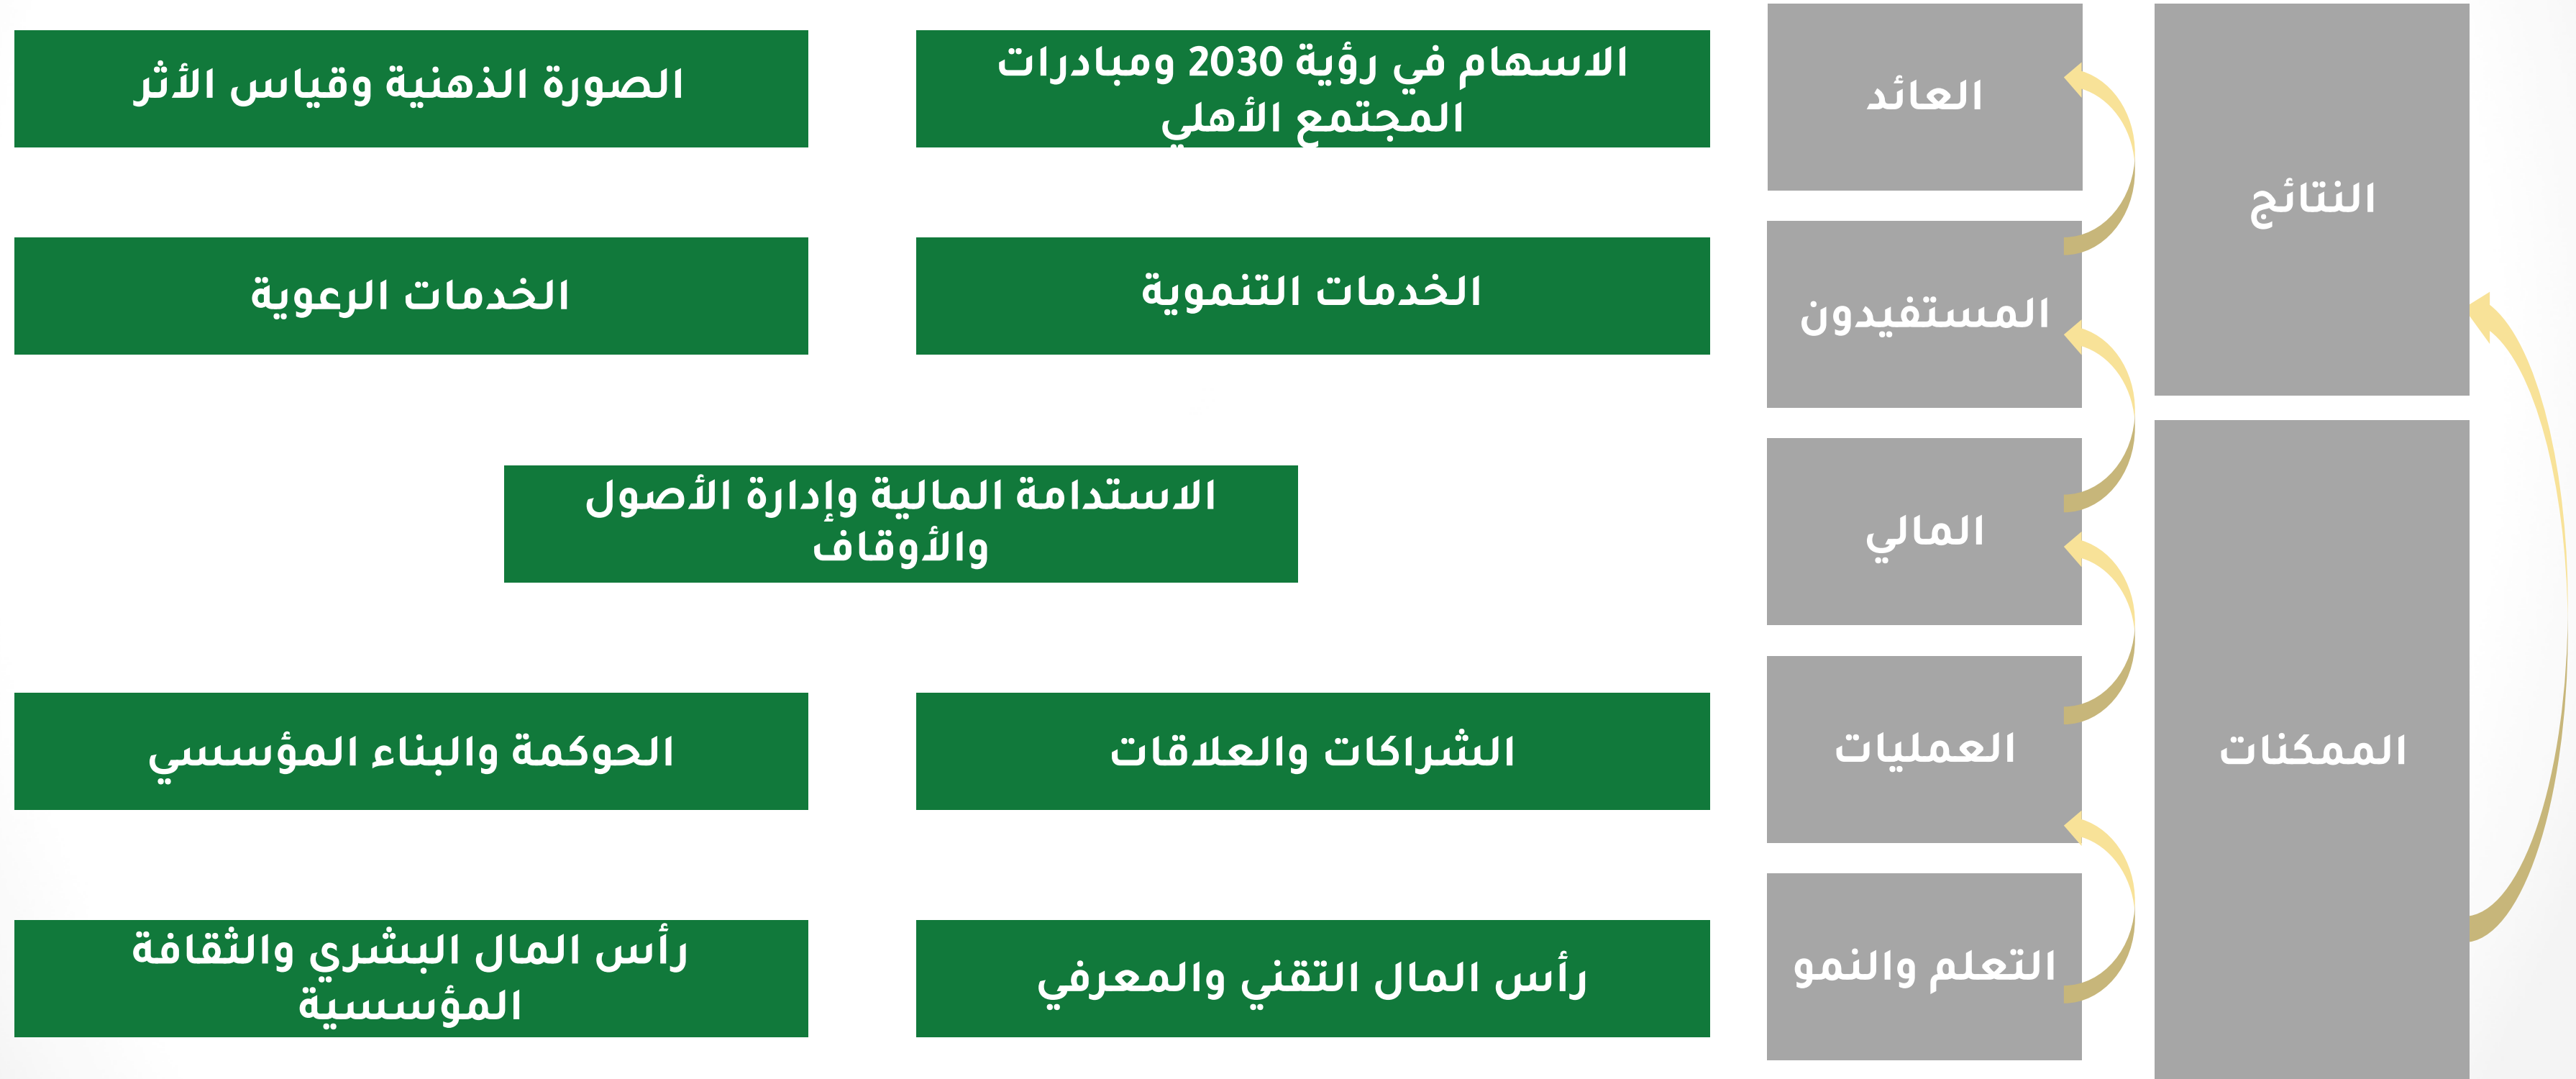 النتائج
العائد
الاسهام في رؤية 2030 ومبادرات
المجتمع الأهلي
الصورة الذهنية وقياس الأثر
المستفيدون
الخدمات التنموية
الخدمات الرعوية
الممكنات
المالي
الاستدامة المالية وإدارة الأصول
والأوقاف
العمليات
الشراكات والعلاقات
الحوكمة والبناء المؤسسي
التعلم والنمو
رأس المال التقني والمعرفي
رأس المال البشري والثقافة
المؤسسية